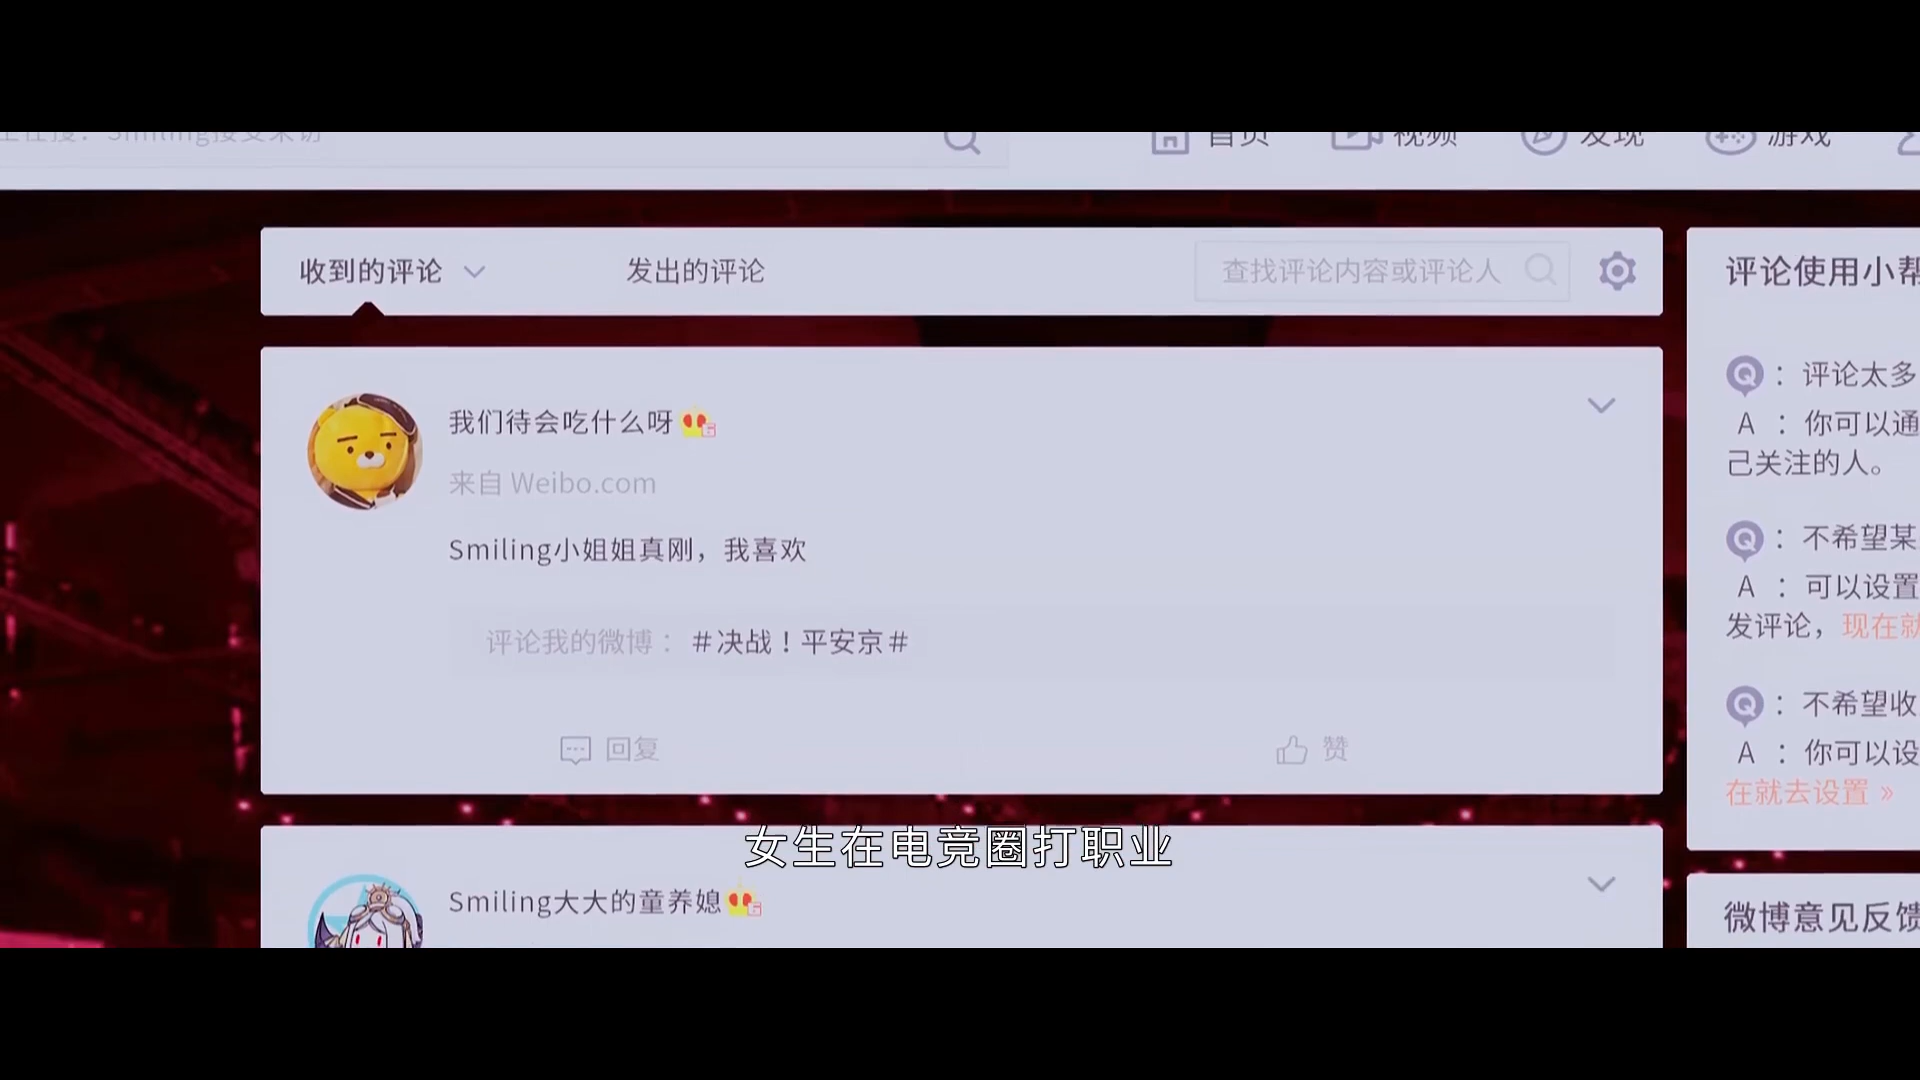 首页
视频
发现
游戏
收到的评论
发出的评论
查找评论内容或评论人
我们待会吃什么呀
来自 Weibo.com
Smiling小姐姐真刚，我喜欢
评论我的微博： #决战！平安京#
回复
赞
女生在电竞圈打职业
Smiling大大的童养媳
评论使用小帮
Q ： 评论太多
A ： 你可以通
己关注的人。
Q ： 不希望某
A ： 可以设置
发评论，现在就
Q ： 不希望收
A ： 你可以设
在就去设置 »
微博意见反馈